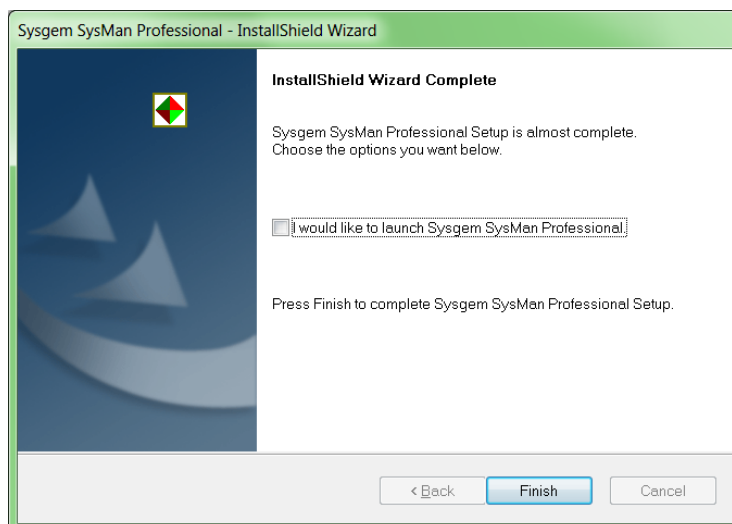 Sysgem SysMan Professional - InstallShield Wizard
InstallShield Wizard Complete
Sysgem SysMan Professional Setup is almost complete.
Choose the options you want below.
I would like to launch Sysgem SysMan Professional.
Press Finish to complete Sysgem SysMan Professional Setup.
< Back Finish Cancel